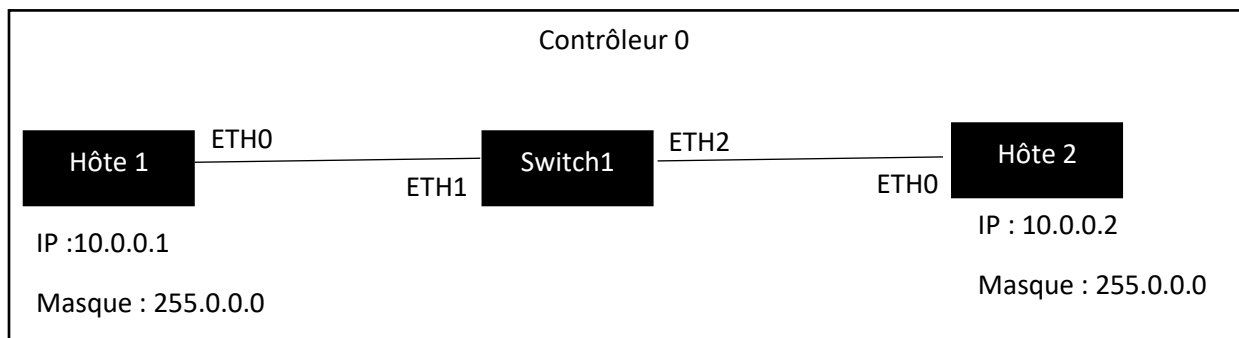 Contrôleur 0
Hôte 1
ETH0
ETH1
Switch1
ETH2
ETH0
Hôte 2
IP :10.0.0.1
Masque : 255.0.0.0
IP : 10.0.0.2
Masque : 255.0.0.0